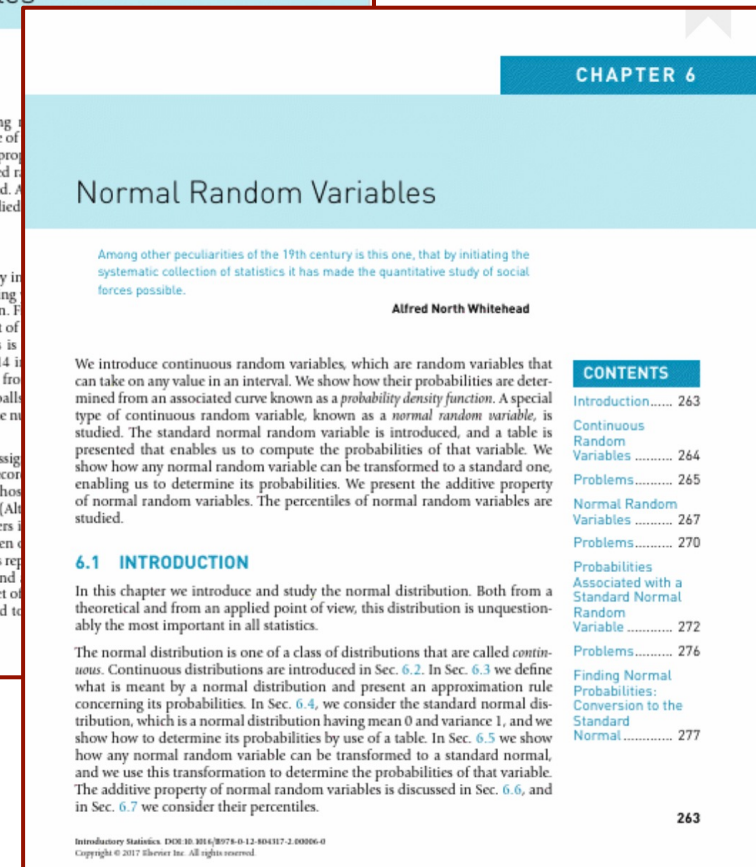 CHAPTER 6
Normal Random Variables
Among other peculiarities of the 19th century is this one, that by initiating the
systematic collection of statistics it has made the quantitative study of social
forces possible.
Alfred North Whitehead
We introduce continuous random variables, which are random variables that
can take on any value in an interval. We show how their probabilities are deter-
mined from an associated curve known as a probability density function. A special
type of continuous random variable, known as a normal random variable, is
studied. The standard normal random variable is introduced, and a table is
presented that enables us to compute the probabilities of that variable. We
show how any normal random variable can be transformed to a standard one,
enabling us to determine its probabilities. We present the additive property
of normal random variables. The percentiles of normal random variables are
studied.
6.1 INTRODUCTION
In this chapter we introduce and study the normal distribution. Both from a
theoretical and from an applied point of view, this distribution is unquestion-
ably the most important in all statistics.
The normal distribution is one of a class of distributions that are called contin-
uous. Continuous distributions are introduced in Sec. 6.2. In Sec. 6.3 we define
what is meant by a normal distribution and present an approximation rule
concerning its probabilities. In Sec. 6.4, we consider the standard normal dis-
tribution, which is a normal distribution having mean 0 and variance 1, and we
show how to determine its probabilities by use of a table. In Sec. 6.5 we show
how any normal random variable can be transformed to a standard normal,
and we use this transformation to determine the probabilities of that variable.
The additive property of normal random variables is discussed in Sec. 6.6, and
in Sec. 6.7 we consider their percentiles.
CONTENTS
Introduction...... 263
Continuous
Random
Variables .......... 264
Problems.......... 265
Normal Random
Variables .......... 267
Problems.......... 270
Probabilities
Associated with a
Standard Normal
Random
Variable ............ 272
Problems.......... 276
Finding Normal
Probabilities:
Conversion to the
Standard
Normal ............. 277
263
Introductory Statistics. DOI:10.1016/B978-0-12-804317-2.00006-0
Copyright © 2017 Elsevier Inc. All rights reserved.